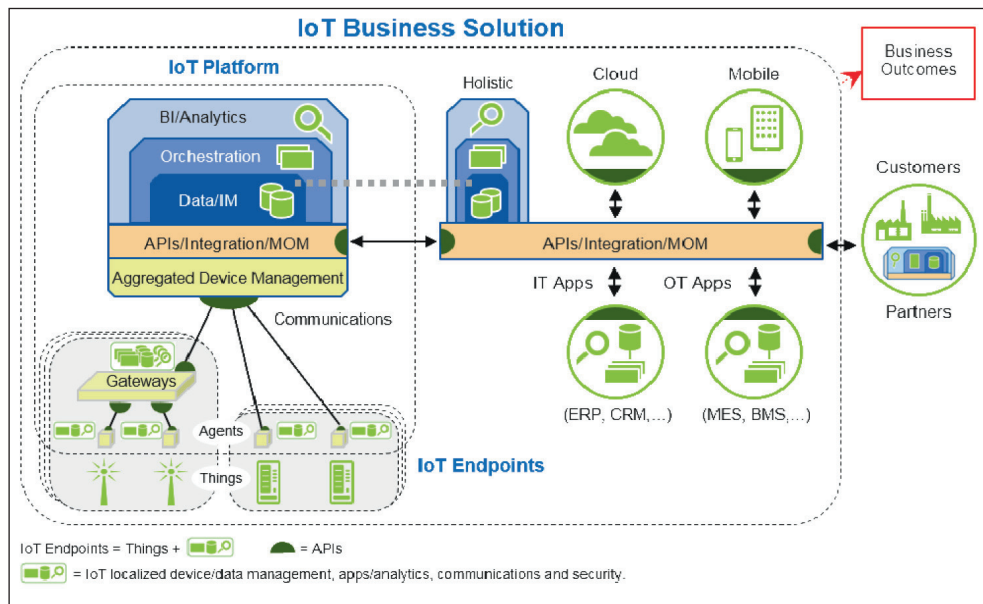 IoT Business Solution
Business
Outcomes
IoT Platform
Holistic
Cloud
Mobile
BI/Analytics
Orchestration
Data/IM
APIs/Integration/MOM
Aggregated Device Management
APIs/Integration/MOM
Customers
Partners
IT Apps
OT Apps
Communications
(ERP, CRM,...)
(MES, BMS,...)
Gateways
Agents
Things
IoT Endpoints
IoT Endpoints = Things +
= APIs
= IoT localized device/data management, apps/analytics, communications and security.